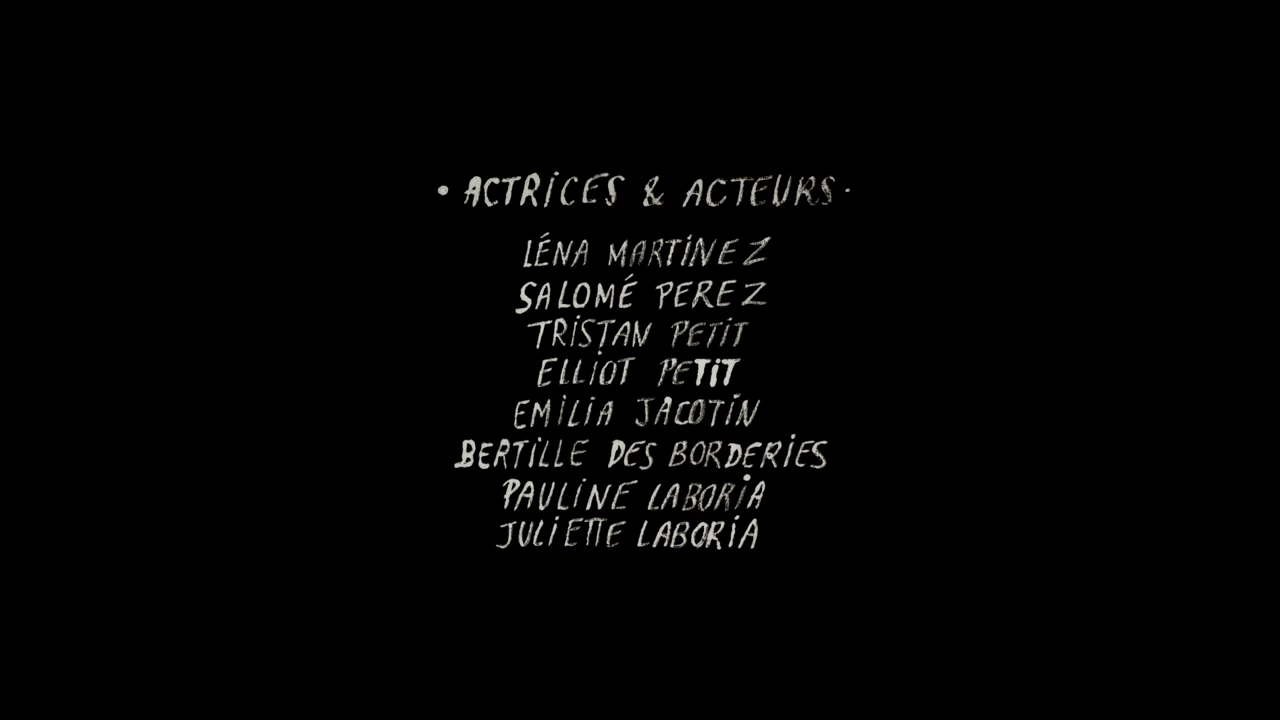 • ACTRICES & ACTEURS •
LÉNA MARTINEZ
SALOMÉ PEREZ
TRISTAN PETIT
ELLIOT PETIT
EMILIA JACOTIN
BERTILLE DES BORDERIES
PAULINE LABORIA
JULIETTE LABORIA